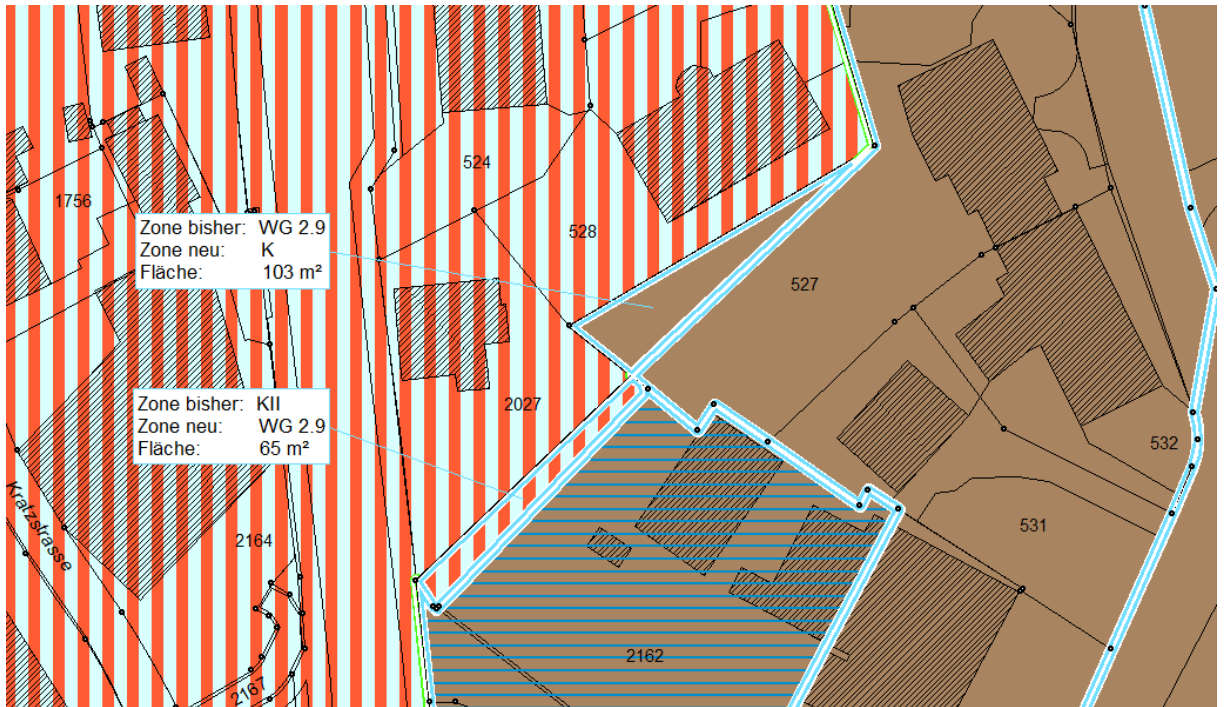 524
1756
Zone bisher: WG 2.9
Zone neu: K
Fläche: 103 m²
528
527
Zone bisher: KII
Zone neu: WG 2.9
Fläche: 65 m²
2027
532
Kratzstrasse
2164
531
2162
2167